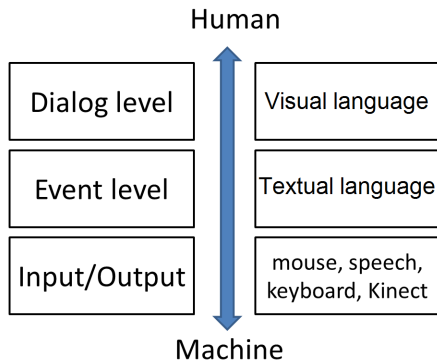 Human
Dialog level
Visual language
Event level
Textual language
Input/Output
mouse, speech,
keyboard, Kinect
Machine